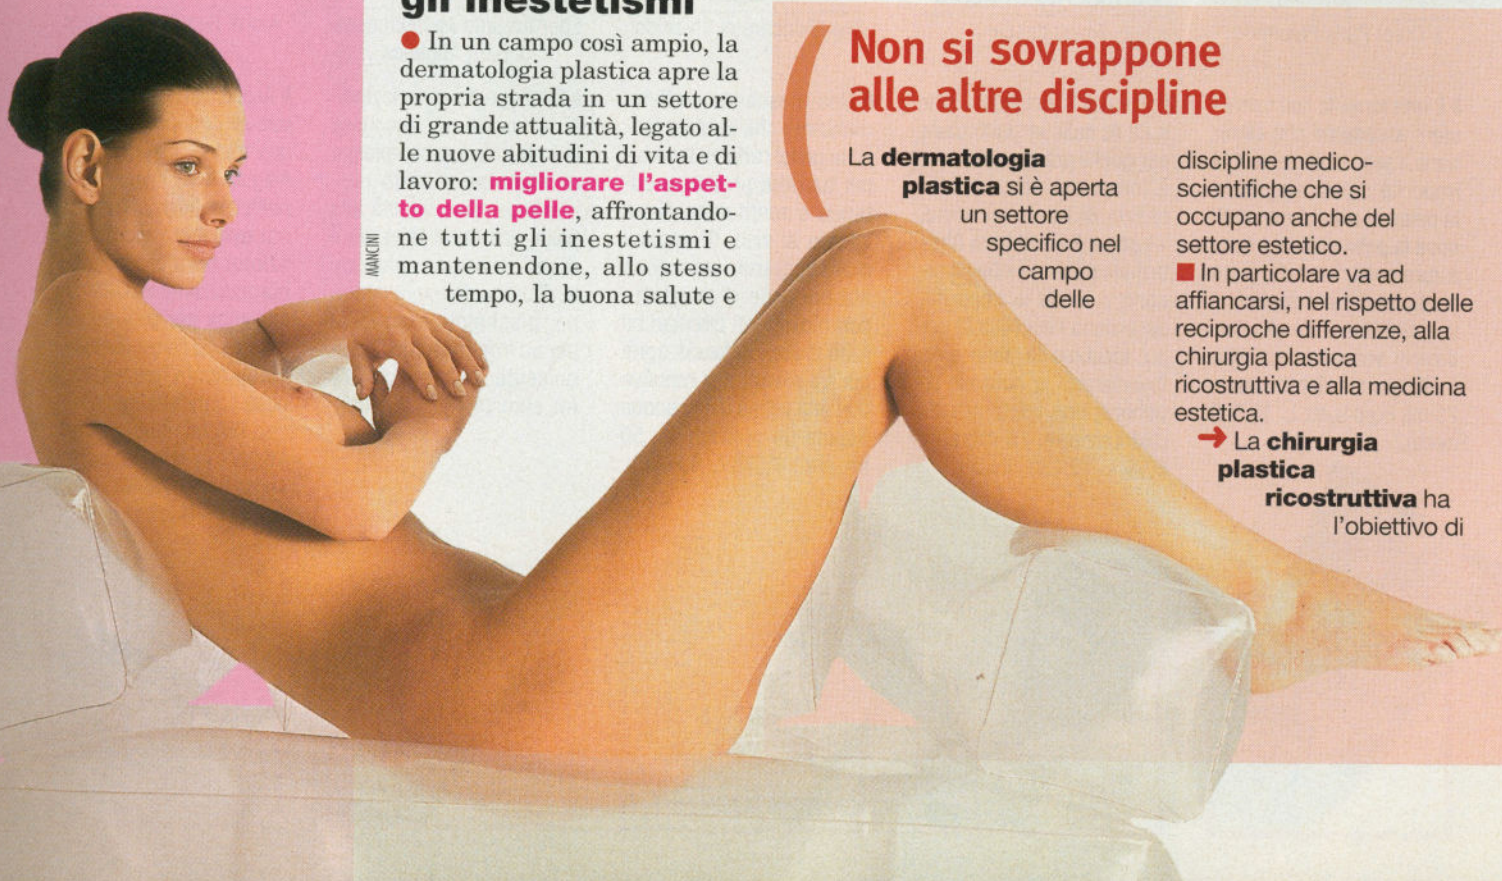 gli inestetismi
● In un campo così ampio, la
dermatologia plastica apre la
propria strada in un settore
di grande attualità, legato al-
le nuove abitudini di vita e di
lavoro: migliorare l'aspet-
to della pelle, affrontando-
ne tutti gli inestetismi e
mantenendone, allo stesso
tempo, la buona salute e
MANCINI
Non si sovrappone
alle altre discipline
La dermatologia
plastica si è aperta
un settore
specifico nel
campo
delle
discipline medico-
scientifiche che si
occupano anche del
settore estetico.
■ In particolare va ad
affiancarsi, nel rispetto delle
reciproche differenze, alla
chirurgia plastica
ricostruttiva e alla medicina
estetica.
➜ La chirurgia
plastica
ricostruttiva ha
l'obiettivo di